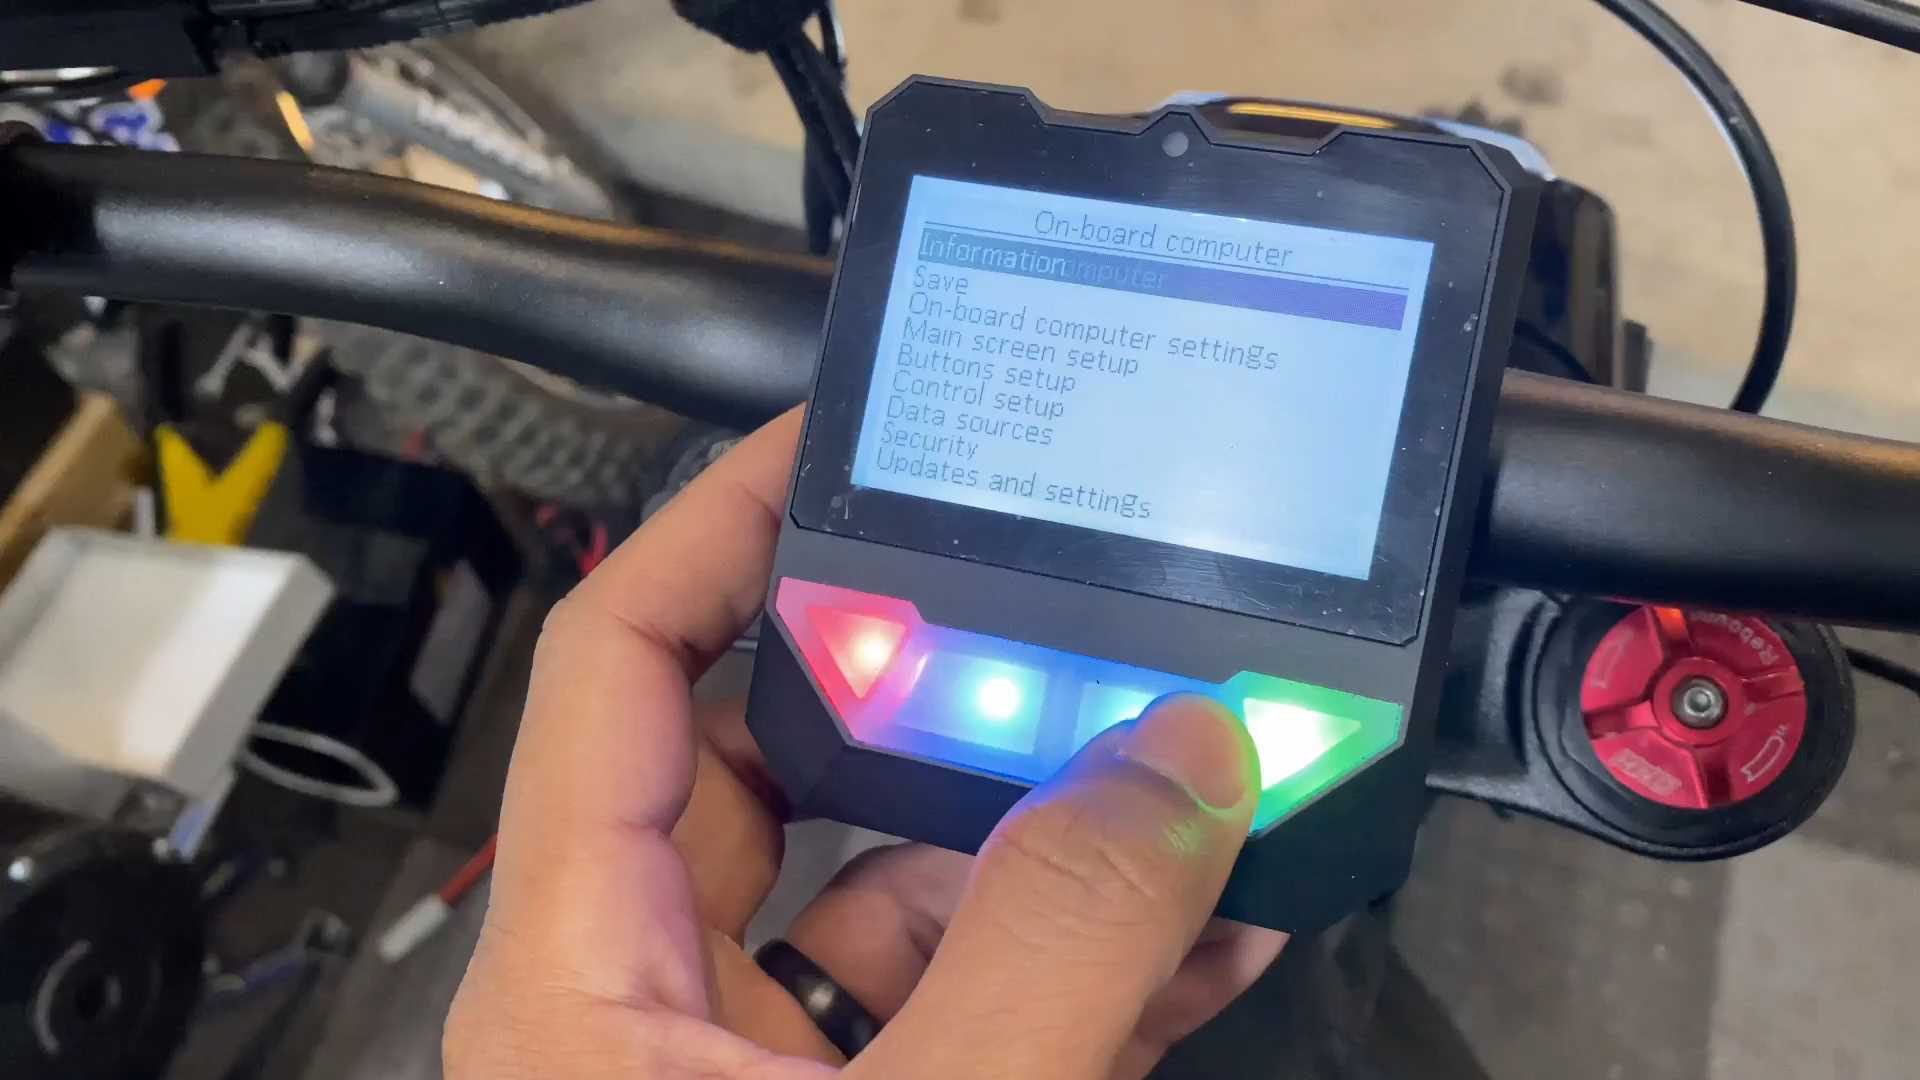 On-board computer
Information
Save
On-board computer settings
Main screen setup
Buttons setup
Control setup
Data sources
Security
Updates and settings
Rebound